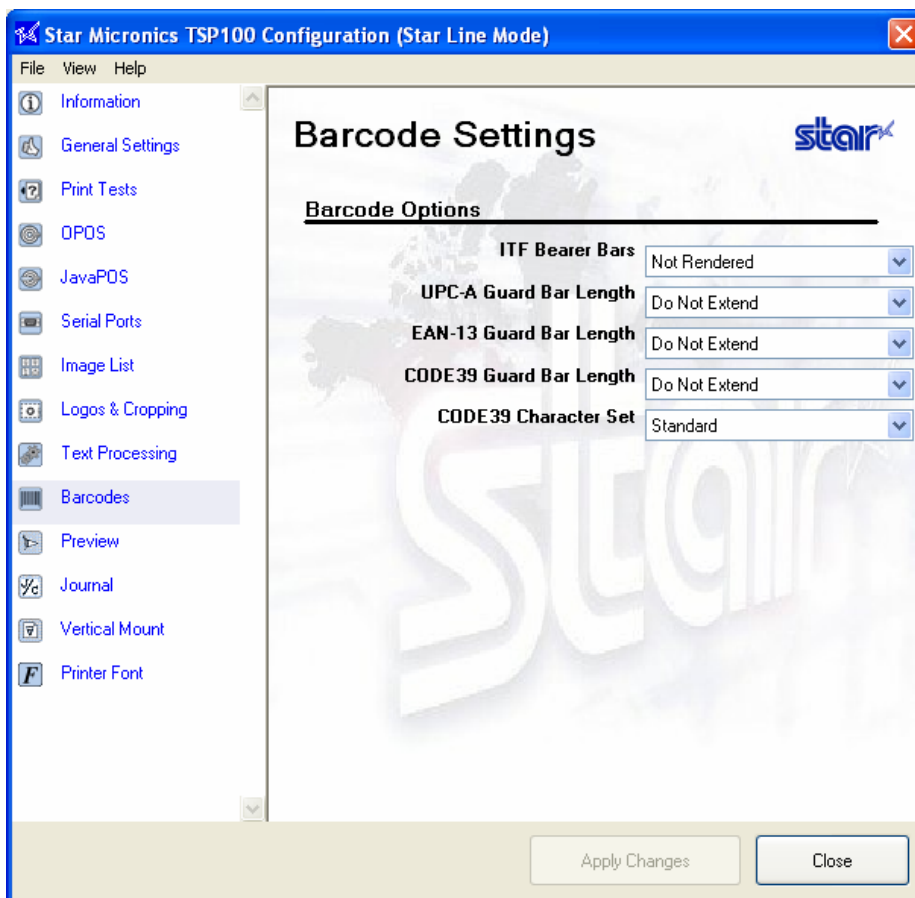 Star Micronics TSP100 Configuration (Star Line Mode)
File View Help
Information
General Settings
Print Tests
OPOS
JavaPOS
Serial Ports
Image List
Logos & Cropping
Text Processing
Barcodes
Preview
Journal
Vertical Mount
Printer Font
Barcode Settings
star
Barcode Options
ITF Bearer Bars Not Rendered
UPC-A Guard Bar Length Do Not Extend
EAN-13 Guard Bar Length Do Not Extend
CODE39 Guard Bar Length Do Not Extend
CODE39 Character Set Standard
star
Apply Changes Close